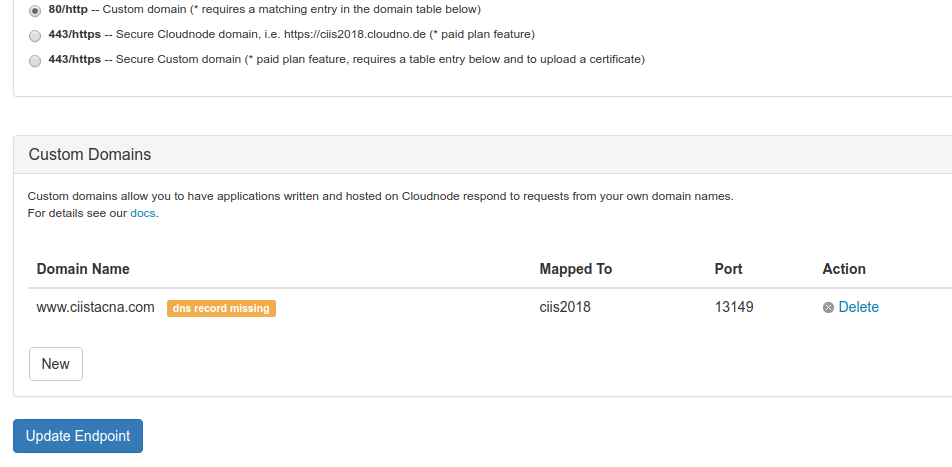 80/http -- Custom domain (* requires a matching entry in the domain table below)
443/https -- Secure Cloudnode domain, i.e. https://ciis2018.cloudno.de (* paid plan feature)
443/https -- Secure Custom domain (* paid plan feature, requires a table entry below and to upload a certificate)
Custom Domains
Custom domains allow you to have applications written and hosted on Cloudnode respond to requests from your own domain names.
For details see our docs.
Domain Name Mapped To Port Action
www.ciistacna.com dns record missing ciis2018 13149 Delete
New
Update Endpoint